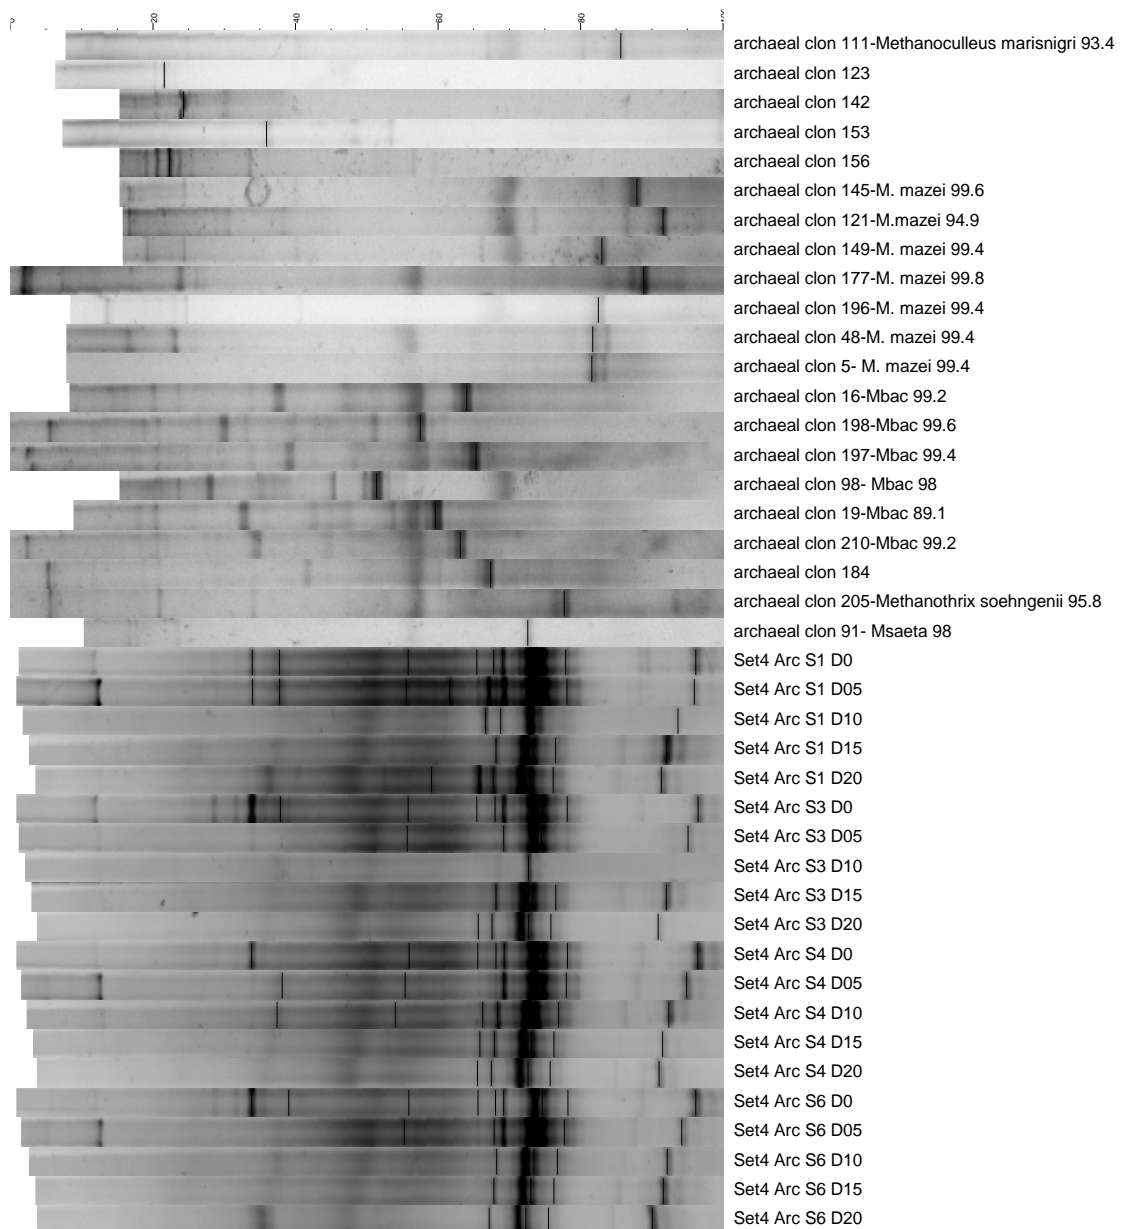 0 20 40 60 80 100
archaeal clon 111-Methanoculleus marisnigri 93.4
archaeal clon 123
archaeal clon 142
archaeal clon 153
archaeal clon 156
archaeal clon 145-M. mazei 99.6
archaeal clon 121-M.mazei 94.9
archaeal clon 149-M. mazei 99.4
archaeal clon 177-M. mazei 99.8
archaeal clon 196-M. mazei 99.4
archaeal clon 48-M. mazei 99.4
archaeal clon 5- M. mazei 99.4
archaeal clon 16-Mbac 99.2
archaeal clon 198-Mbac 99.6
archaeal clon 197-Mbac 99.4
archaeal clon 98- Mbac 98
archaeal clon 19-Mbac 89.1
archaeal clon 210-Mbac 99.2
archaeal clon 184
archaeal clon 205-Methanothrix soehngenii 95.8
archaeal clon 91- Msaeta 98
Set4 Arc S1 D0
Set4 Arc S1 D05
Set4 Arc S1 D10
Set4 Arc S1 D15
Set4 Arc S1 D20
Set4 Arc S3 D0
Set4 Arc S3 D05
Set4 Arc S3 D10
Set4 Arc S3 D15
Set4 Arc S3 D20
Set4 Arc S4 D0
Set4 Arc S4 D05
Set4 Arc S4 D10
Set4 Arc S4 D15
Set4 Arc S4 D20
Set4 Arc S6 D0
Set4 Arc S6 D05
Set4 Arc S6 D10
Set4 Arc S6 D15
Set4 Arc S6 D20